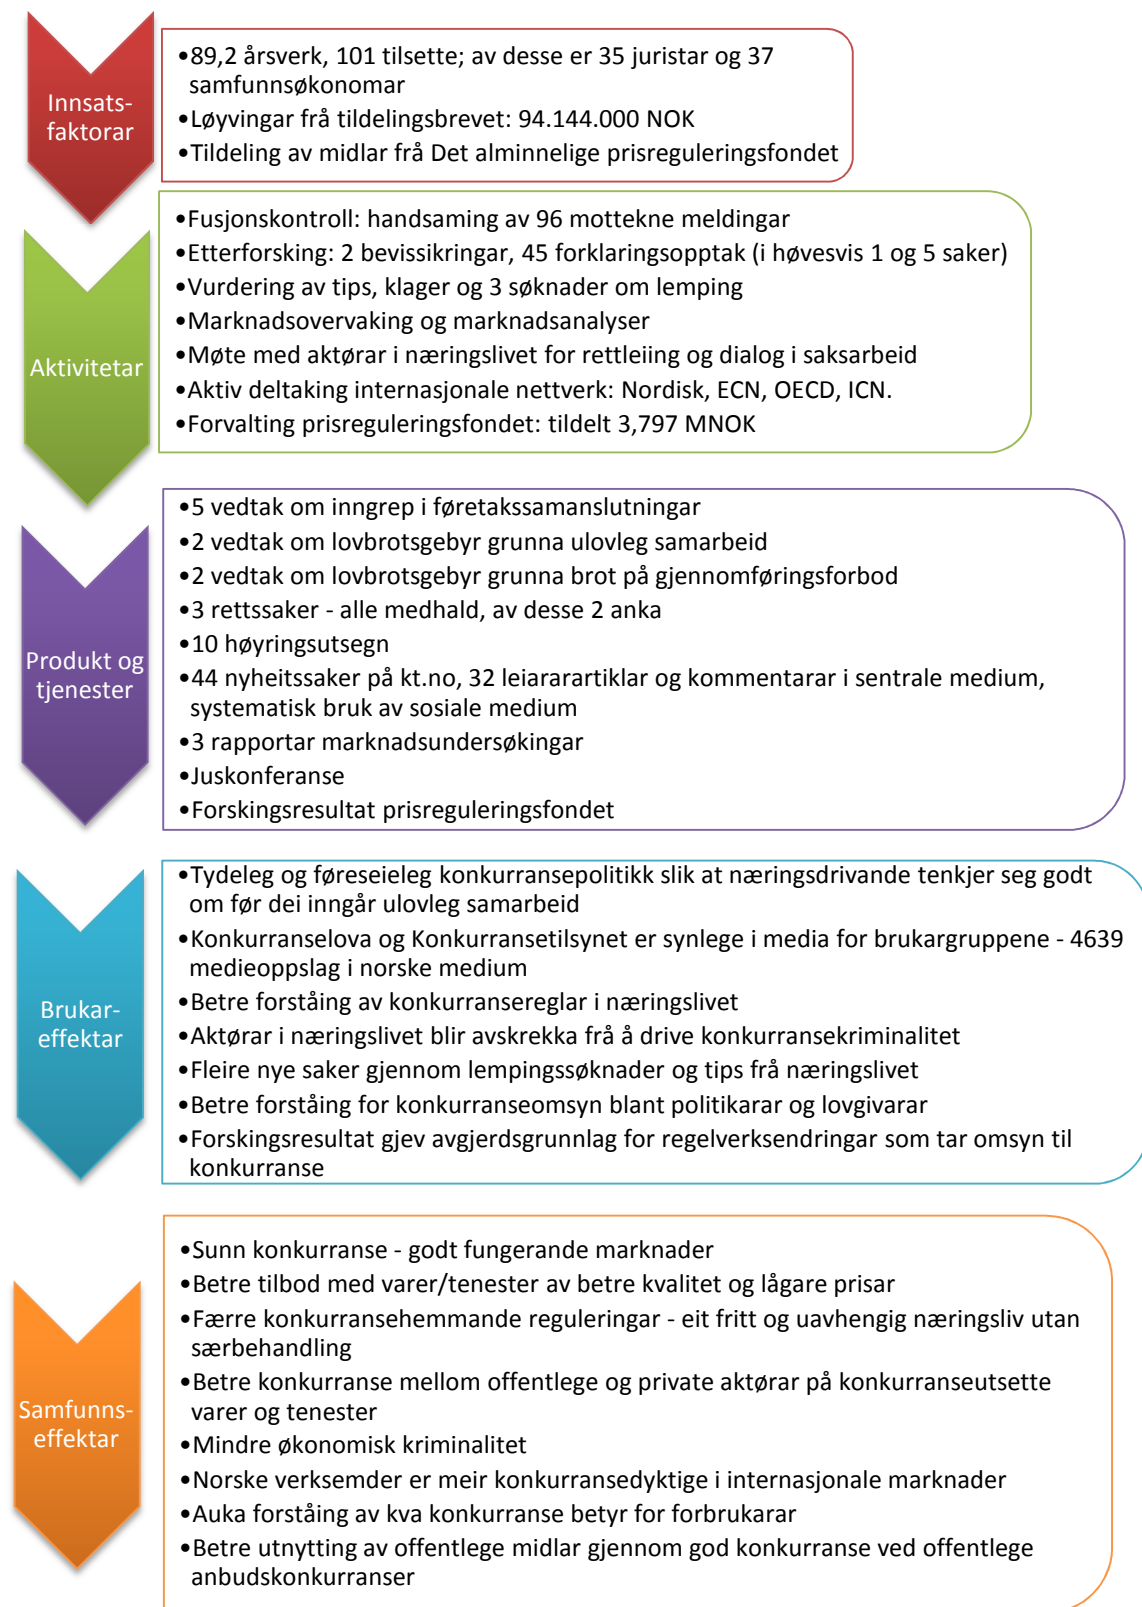 Innsats-
faktorar
•89,2 årsverk, 101 tilsette; av desse er 35 juristar og 37
samfunnsøkonomar
•Løyvingar frå tildelingsbrevet: 94.144.000 NOK
•Tildeling av midlar frå Det alminnelige prisreguleringsfondet
Aktivitetar
•Fusjonskontroll: handsaming av 96 mottekne meldingar
•Etterforsking: 2 bevissikringar, 45 forklaringsopptak (i høvesvis 1 og 5 saker)
•Vurdering av tips, klager og 3 søknader om lemping
•Marknadsovervaking og marknadsanalyser
•Møte med aktørar i næringslivet for rettleiing og dialog i saksarbeid
•Aktiv deltaking internasjonale nettverk: Nordisk, ECN, OECD, ICN.
•Forvalting prisreguleringsfondet: tildelt 3,797 MNOK
Produkt og
tjenester
•5 vedtak om inngrep i føretakssamanslutningar
•2 vedtak om lovbrotsgebyr grunna ulovleg samarbeid
•2 vedtak om lovbrotsgebyr grunna brot på gjennomføringsforbod
•3 rettssaker - alle medhald, av desse 2 anka
•10 høyringsutsegn
•44 nyheitssaker på kt.no, 32 leiararartiklar og kommentarar i sentrale medium,
systematisk bruk av sosiale medium
•3 rapportar marknadsundersøkingar
•Juskonferanse
•Forskingsresultat prisreguleringsfondet
Brukar-
effektar
•Tydeleg og føreseieleg konkurransepolitikk slik at næringsdrivande tenkjer seg godt
om før dei inngår ulovleg samarbeid
•Konkurranselova og Konkurransetilsynet er synlege i media for brukargruppene - 4639
medieoppslag i norske medium
•Betre forståing av konkurransereglar i næringslivet
•Aktørar i næringslivet blir avskrekka frå å drive konkurransekriminalitet
•Fleire nye saker gjennom lempingssøknader og tips frå næringslivet
•Betre forståing for konkurranseomsyn blant politikarar og lovgivarar
•Forskingsresultat gjev avgjerdsgrunnlag for regelverksendringar som tar omsyn til
konkurranse
Samfunns-
effektar
•Sunn konkurranse - godt fungerande marknader
•Betre tilbod med varer/tenester av betre kvalitet og lågare prisar
•Færre konkurransehemmande reguleringar - eit fritt og uavhengig næringsliv utan
særbehandling
•Betre konkurranse mellom offentlege og private aktørar på konkurranseutsette
varer og tenester
•Mindre økonomisk kriminalitet
•Norske verksemder er meir konkurransedyktige i internasjonale marknader
•Auka forståing av kva konkurranse betyr for forbrukarar
•Betre utnytting av offentlege midlar gjennom god konkurranse ved offentlege
anbudskonkurranser